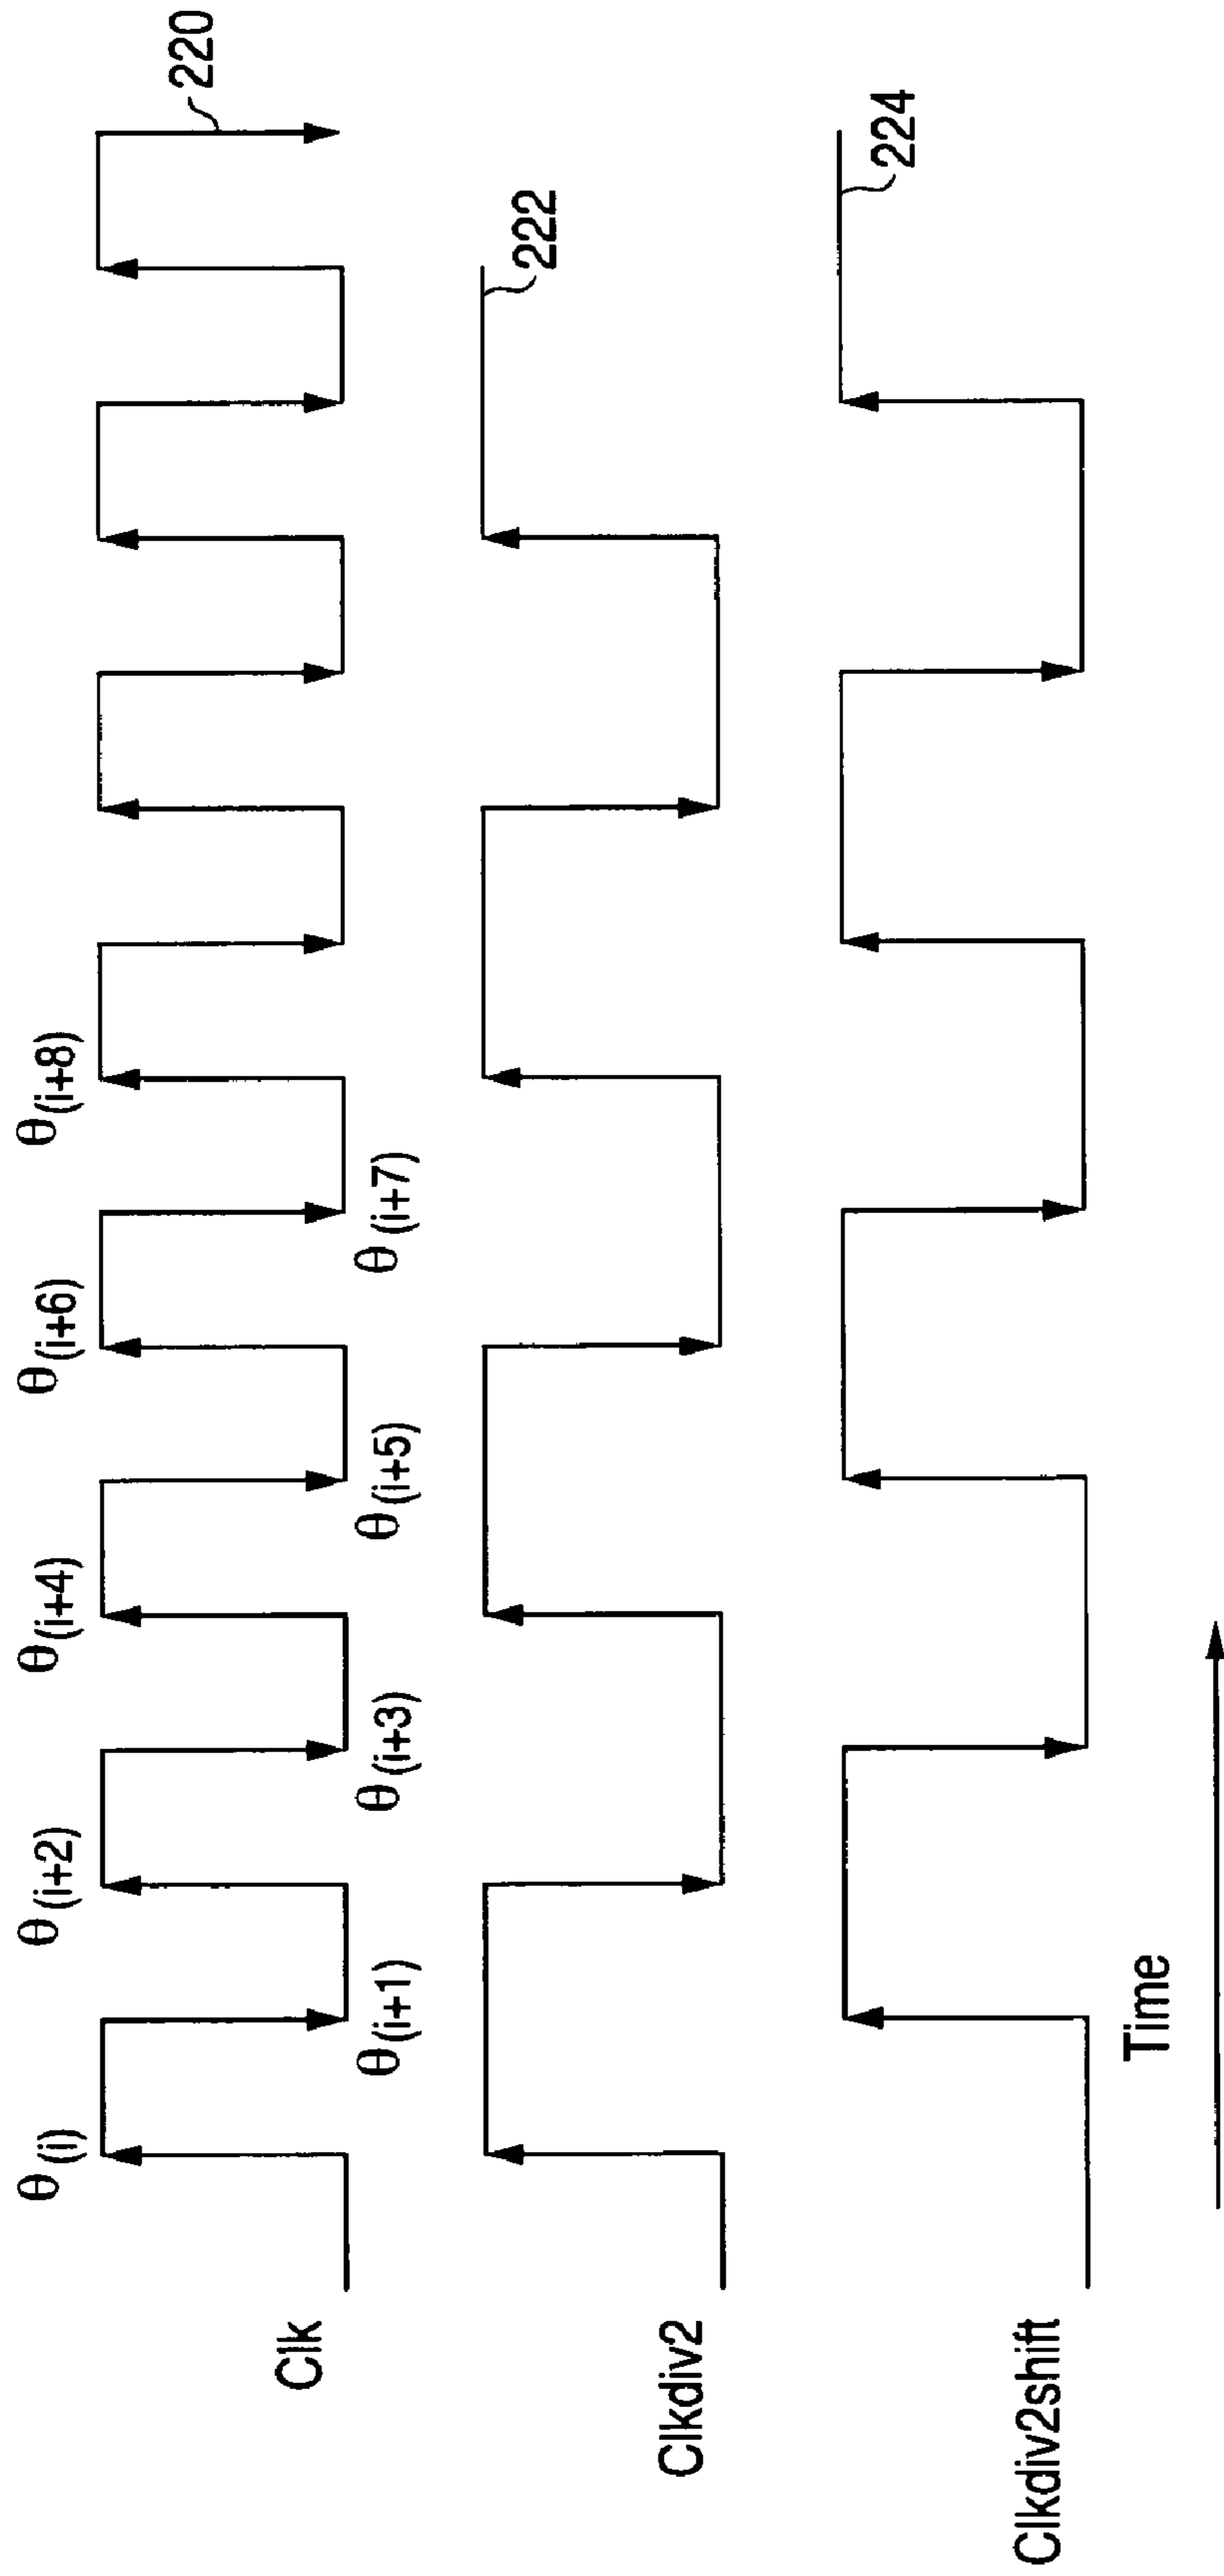 Clk
θ(i)
θ(i+1)
θ(i+2)
θ(i+3)
θ(i+4)
θ(i+5)
θ(i+6)
θ(i+7)
θ(i+8)
220
Clkdiv2
222
Clkdiv2shift
224
Time